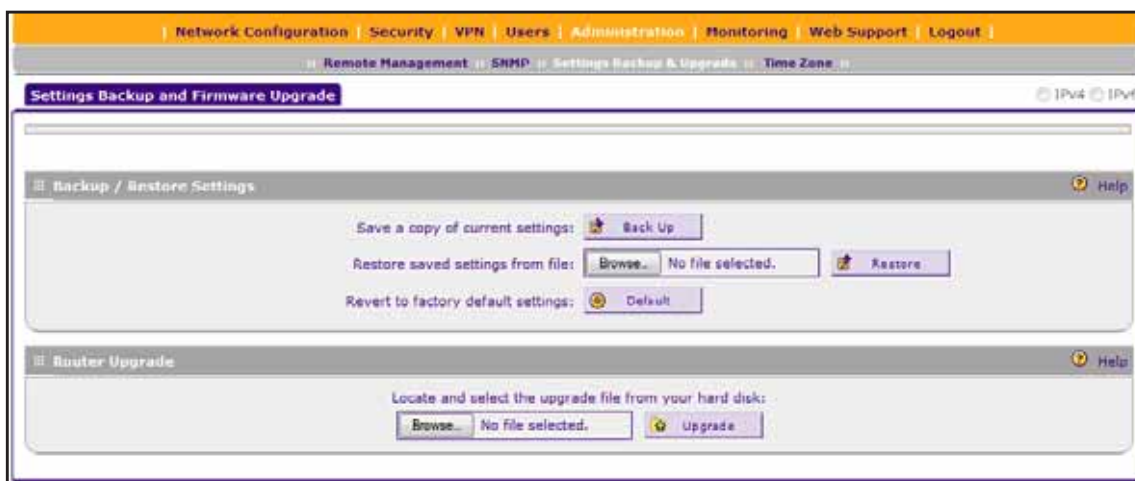 | Network Configuration | Security | VPN | Users | Administration | Monitoring | Web Support | Logout |
Remote Management SNMP Settings Backup & Upgrade Time Zone
Settings Backup and Firmware Upgrade
IPv4 IPv6
Backup / Restore Settings
Help
Save a copy of current settings: Back Up
Restore saved settings from file: Browse... No file selected. Restore
Revert to factory default settings: Default
Router Upgrade
Help
Locate and select the upgrade file from your hard disk:
Browse... No file selected. Upgrade